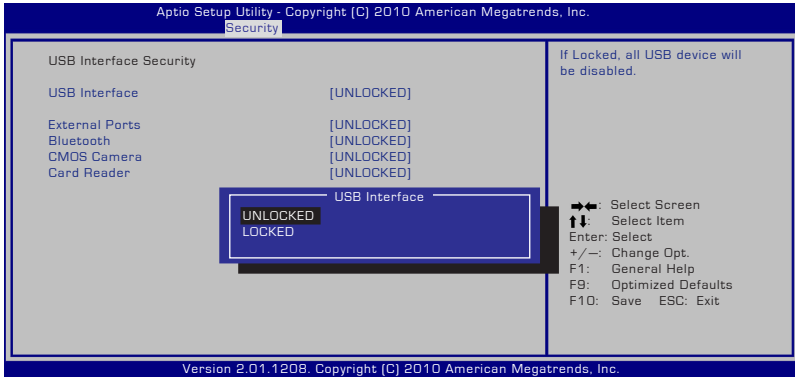 Aptio Setup Utility - Copyright (C) 2010 American Megatrends, Inc.
Security
USB Interface Security
USB Interface [UNLOCKED]
External Ports [UNLOCKED]
Bluetooth [UNLOCKED]
CMOS Camera [UNLOCKED]
Card Reader [UNLOCKED]
USB Interface
UNLOCKED
LOCKED
If Locked, all USB device will
be disabled.
→←: Select Screen
↑↓: Select Item
Enter: Select
+/—: Change Opt.
F1: General Help
F9: Optimized Defaults
F10: Save ESC: Exit
Version 2.01.1208. Copyright (C) 2010 American Megatrends, Inc.